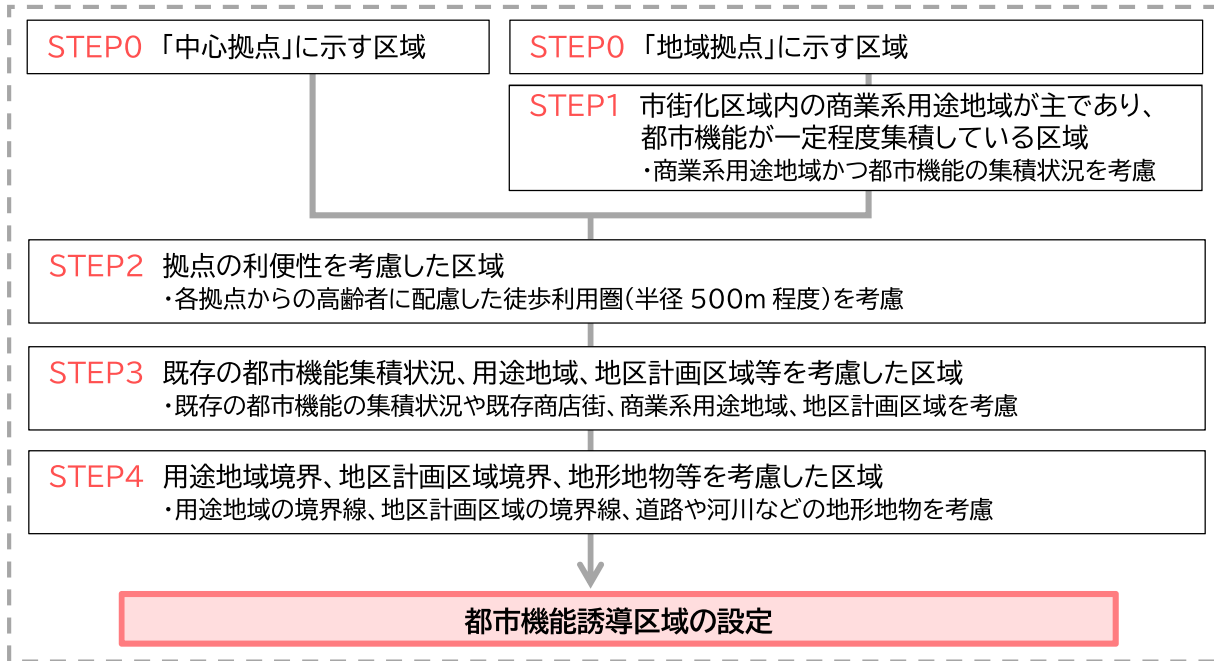 STEP0 「中心拠点」に示す区域
STEP0 「地域拠点」に示す区域
STEP1 市街化区域内の商業系用途地域が主であり、
都市機能が一定程度集積している区域
・商業系用途地域かつ都市機能の集積状況を考慮
STEP2 拠点の利便性を考慮した区域
・各拠点からの高齢者に配慮した徒歩利用圏(半径 500m 程度)を考慮
STEP3 既存の都市機能集積状況、用途地域、地区計画区域等を考慮した区域
・既存の都市機能の集積状況や既存商店街、商業系用途地域、地区計画区域を考慮
STEP4 用途地域境界、地区計画区域境界、地形地物等を考慮した区域
・用途地域の境界線、地区計画区域の境界線、道路や河川などの地形地物を考慮
都市機能誘導区域の設定